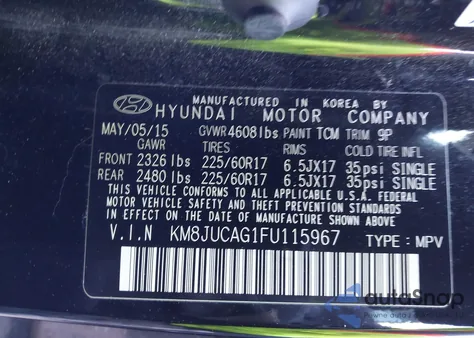 MANUFACTURED IN KOREA BY
HYUNDAI MOTOR COMPANY
MAY/05/15 GVWR 4608lbs PAINT TCM TRIM 9P
GAWR TIRES RIMS COLD TIRE INFL
FRONT 2326 lbs 225/60R17 6.5JX17 35psi SINGLE
REAR 2480 lbs 225/60R17 6.5JX17 35psi SINGLE
THIS VEHICLE CONFORMS TO ALL APPLICABLE U.S.A. FEDERAL
MOTOR VEHICLE SAFETY AND THEFT PREVENTION STANDARDS
IN EFFECT ON THE DATE OF MANUFACTURE SHOWN ABOVE.
V.I.N KM8JUCAG1FU115967 TYPE : MPV
autoSnap